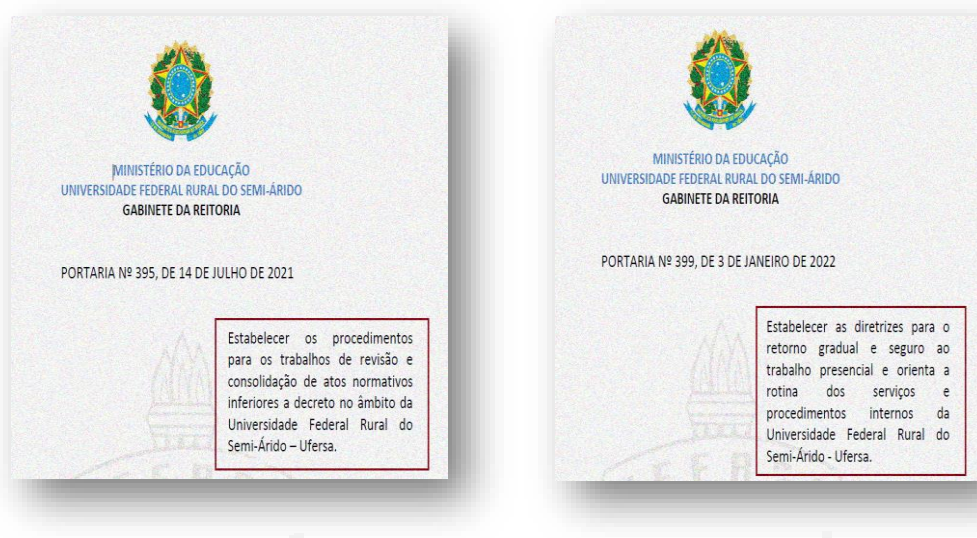 MINISTÉRIO DA EDUCAÇÃO
UNIVERSIDADE FEDERAL RURAL DO SEMI-ÁRIDO
GABINETE DA REITORIA
PORTARIA Nº 395, DE 14 DE JULHO DE 2021
Estabelecer os procedimentos
para os trabalhos de revisão e
consolidação de atos normativos
inferiores a decreto no âmbito da
Universidade Federal Rural do
Semi-Árido – Ufersa.
MINISTÉRIO DA EDUCAÇÃO
UNIVERSIDADE FEDERAL RURAL DO SEMI-ÁRIDO
GABINETE DA REITORIA
PORTARIA Nº 399, DE 3 DE JANEIRO DE 2022
Estabelecer as diretrizes para o
retorno gradual e seguro ao
trabalho presencial e orienta a
rotina dos serviços e
procedimentos internos da
Universidade Federal Rural do
Semi-Árido - Ufersa.